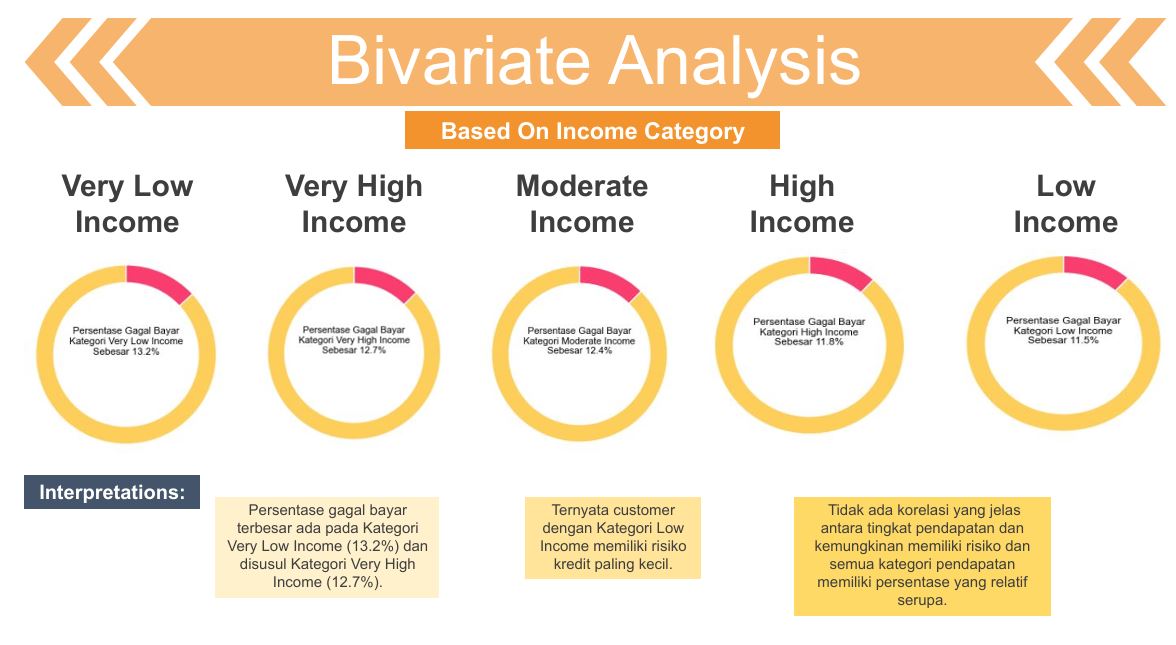 Bivariate Analysis
Based On Income Category
Very Low
Income
Very High
Income
Moderate
Income
High
Income
Low
Income
Persentase Gagal Bayar
Kategori Very Low Income
Sebesar 13.2%
Persentase Gagal Bayar
Kategori Very High Income
Sebesar 12.7%
Persentase Gagal Bayar
Kategori Moderate Income
Sebesar 12.4%
Persentase Gagal Bayar
Kategori High Income
Sebesar 11.8%
Persentase Gagal Bayar
Kategori Low Income
Sebesar 11.5%
Interpretations:
Persentase gagal bayar
terbesar ada pada Kategori
Very Low Income (13.2%) dan
disusul Kategori Very High
Income (12.7%).
Ternyata customer
dengan Kategori Low
Income memiliki risiko
kredit paling kecil.
Tidak ada korelasi yang jelas
antara tingkat pendapatan dan
kemungkinan memiliki risiko dan
semua kategori pendapatan
memiliki persentase yang relatif
serupa.